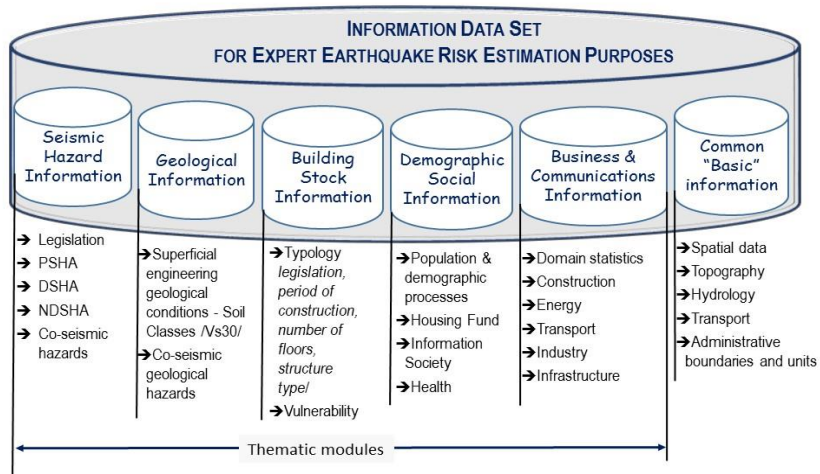 INFORMATION DATA SET
FOR EXPERT EARTHQUAKE RISK ESTIMATION PURPOSES
Seismic
Hazard
Information
Geological
Information
Building
Stock
Information
Demographic
Social
Information
Business &
Communications
Information
Common
“Basic”
information
➔ Legislation
➔ PSHA
➔ DSHA
➔ NDSHA
➔ Co-seismic
hazards
➔Superficial
engineering
geological
conditions - Soil
Classes /Vs30/
➔Co-seismic
geological
hazards
➔Typology
legislation,
period of
construction,
number of
floors,
structure
type/
➔Vulnerability
➔Population &
demographic
processes
➔Housing Fund
➔Information
Society
➔Health
➔Domain statistics
➔Construction
➔Energy
➔Transport
➔Industry
➔Infrastructure
➔Spatial data
➔Topography
➔Hydrology
➔Transport
➔Administrative
boundaries and units
Thematic modules